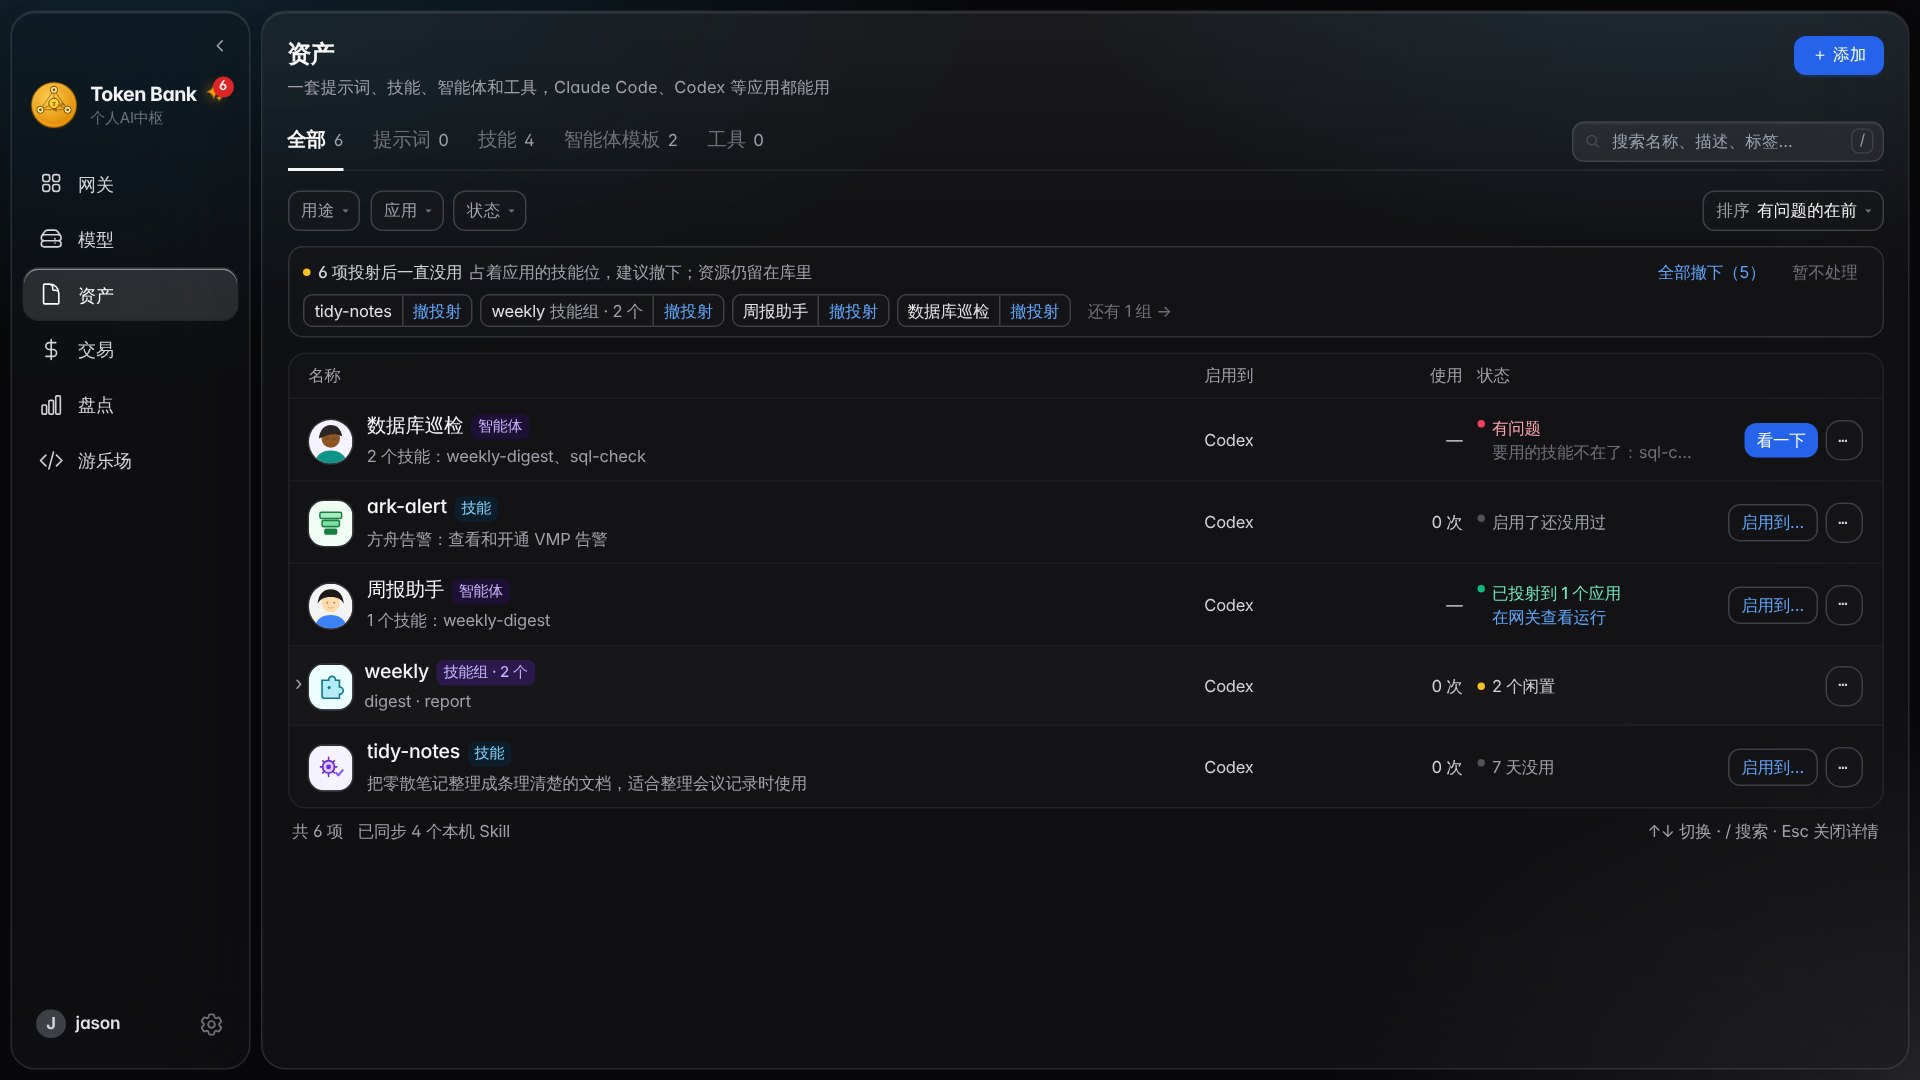 Token Bank
6
个人AI中枢
网关
模型
资产
交易
盘点
游乐场
J jason
资产
+ 添加
一套提示词、技能、智能体和工具，Claude Code、Codex 等应用都能用
全部 6 提示词 0 技能 4 智能体模板 2 工具 0
搜索名称、描述、标签... /
用途 应用 状态
排序 有问题的在前
6 项投射后一直没用 占着应用的技能位，建议撤下；资源仍留在库里
全部撤下（5） 暂不处理
tidy-notes 撤投射 weekly 技能组 · 2 个 撤投射 周报助手 撤投射 数据库巡检 撤投射 还有 1 组 →
名称 启用到 使用 状态
数据库巡检 智能体
2 个技能：weekly-digest、sql-check
Codex — 有问题
要用的技能不在了：sql-c...
看一下 ...
ark-alert 技能
方舟告警：查看和开通 VMP 告警
Codex 0 次 启用了还没用过 启用到... ...
周报助手 智能体
1 个技能：weekly-digest
Codex — 已投射到 1 个应用
在网关查看运行
启用到... ...
weekly 技能组 · 2 个
digest · report
Codex 0 次 2 个闲置 ...
tidy-notes 技能
把零散笔记整理成条理清楚的文档，适合整理会议记录时使用
Codex 0 次 7 天没用 启用到... ...
共 6 项 已同步 4 个本机 Skill
↑↓ 切换 · / 搜索 · Esc 关闭详情